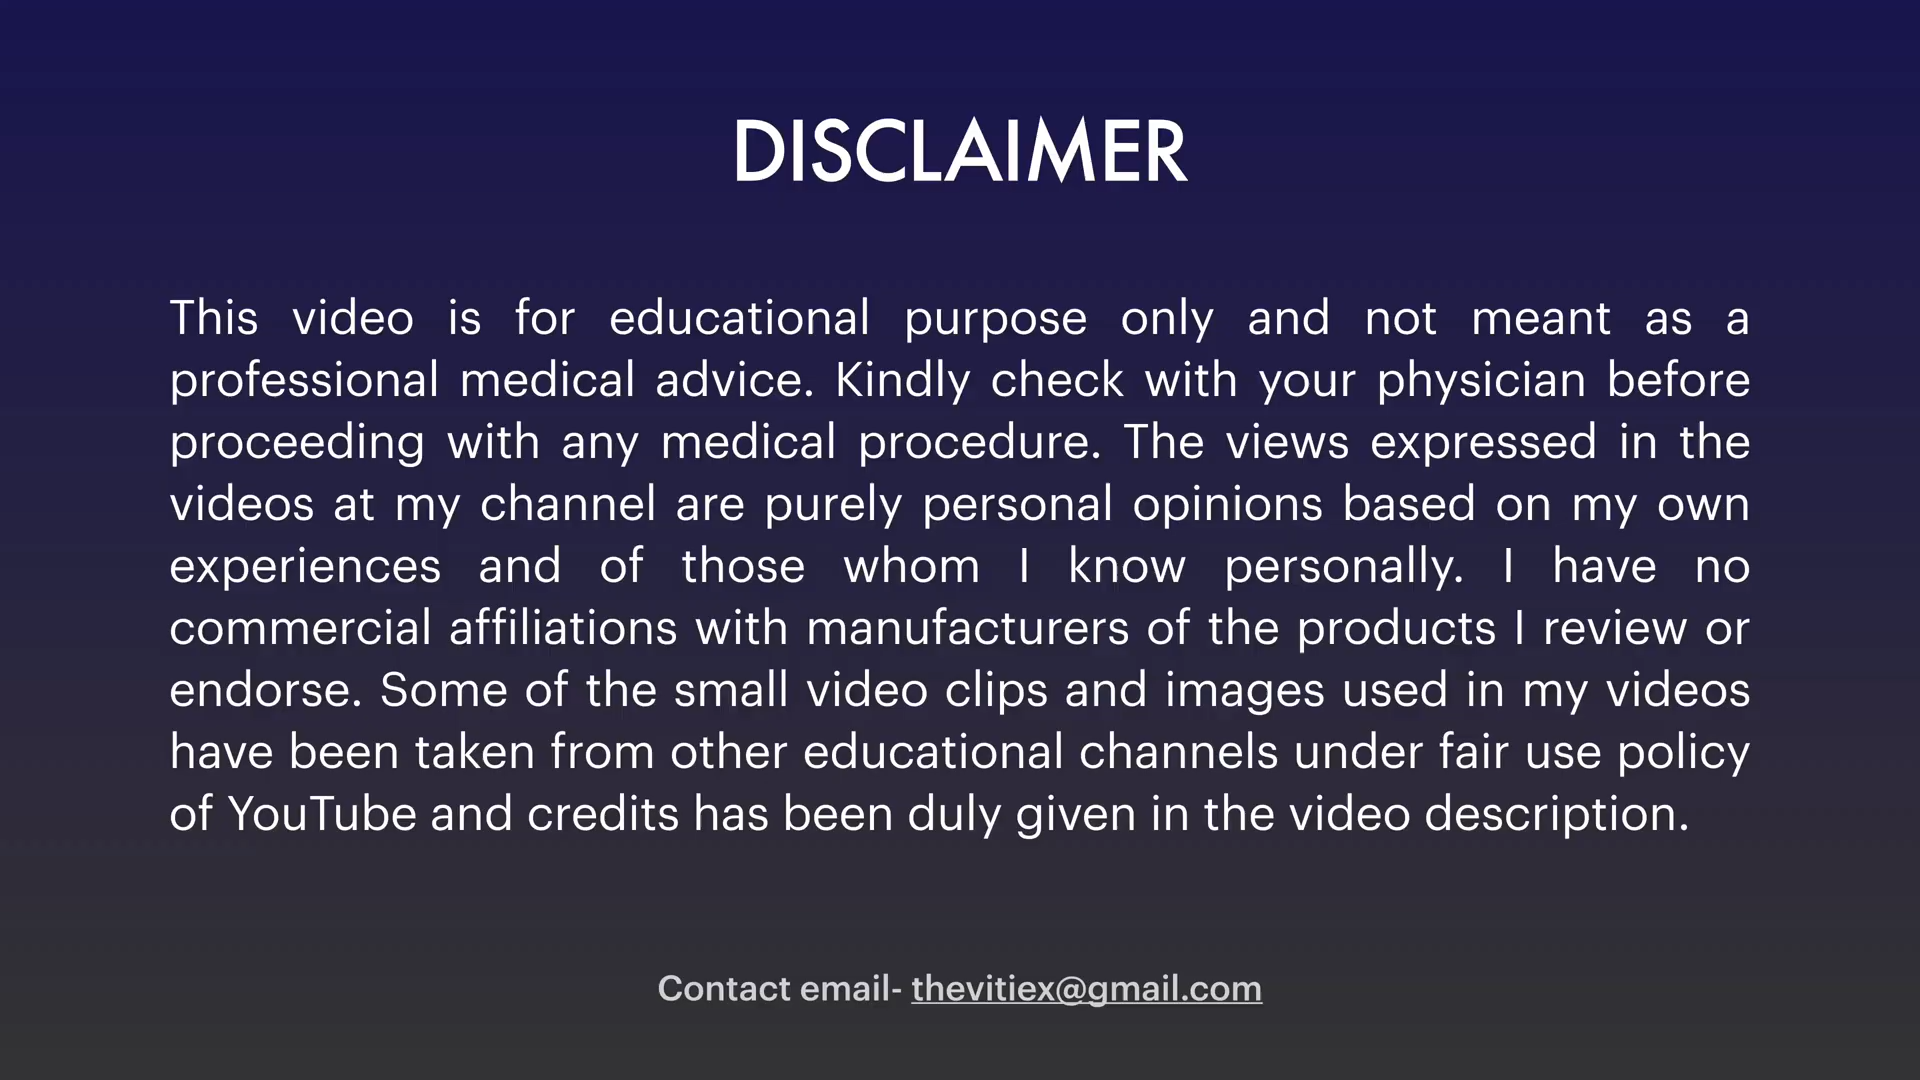 DISCLAIMER
This video is for educational purpose only and not meant as a
professional medical advice. Kindly check with your physician before
proceeding with any medical procedure. The views expressed in the
videos at my channel are purely personal opinions based on my own
experiences and of those whom I know personally. I have no
commercial affiliations with manufacturers of the products I review or
endorse. Some of the small video clips and images used in my videos
have been taken from other educational channels under fair use policy
of YouTube and credits has been duly given in the video description.
Contact email- thevitiex@gmail.com